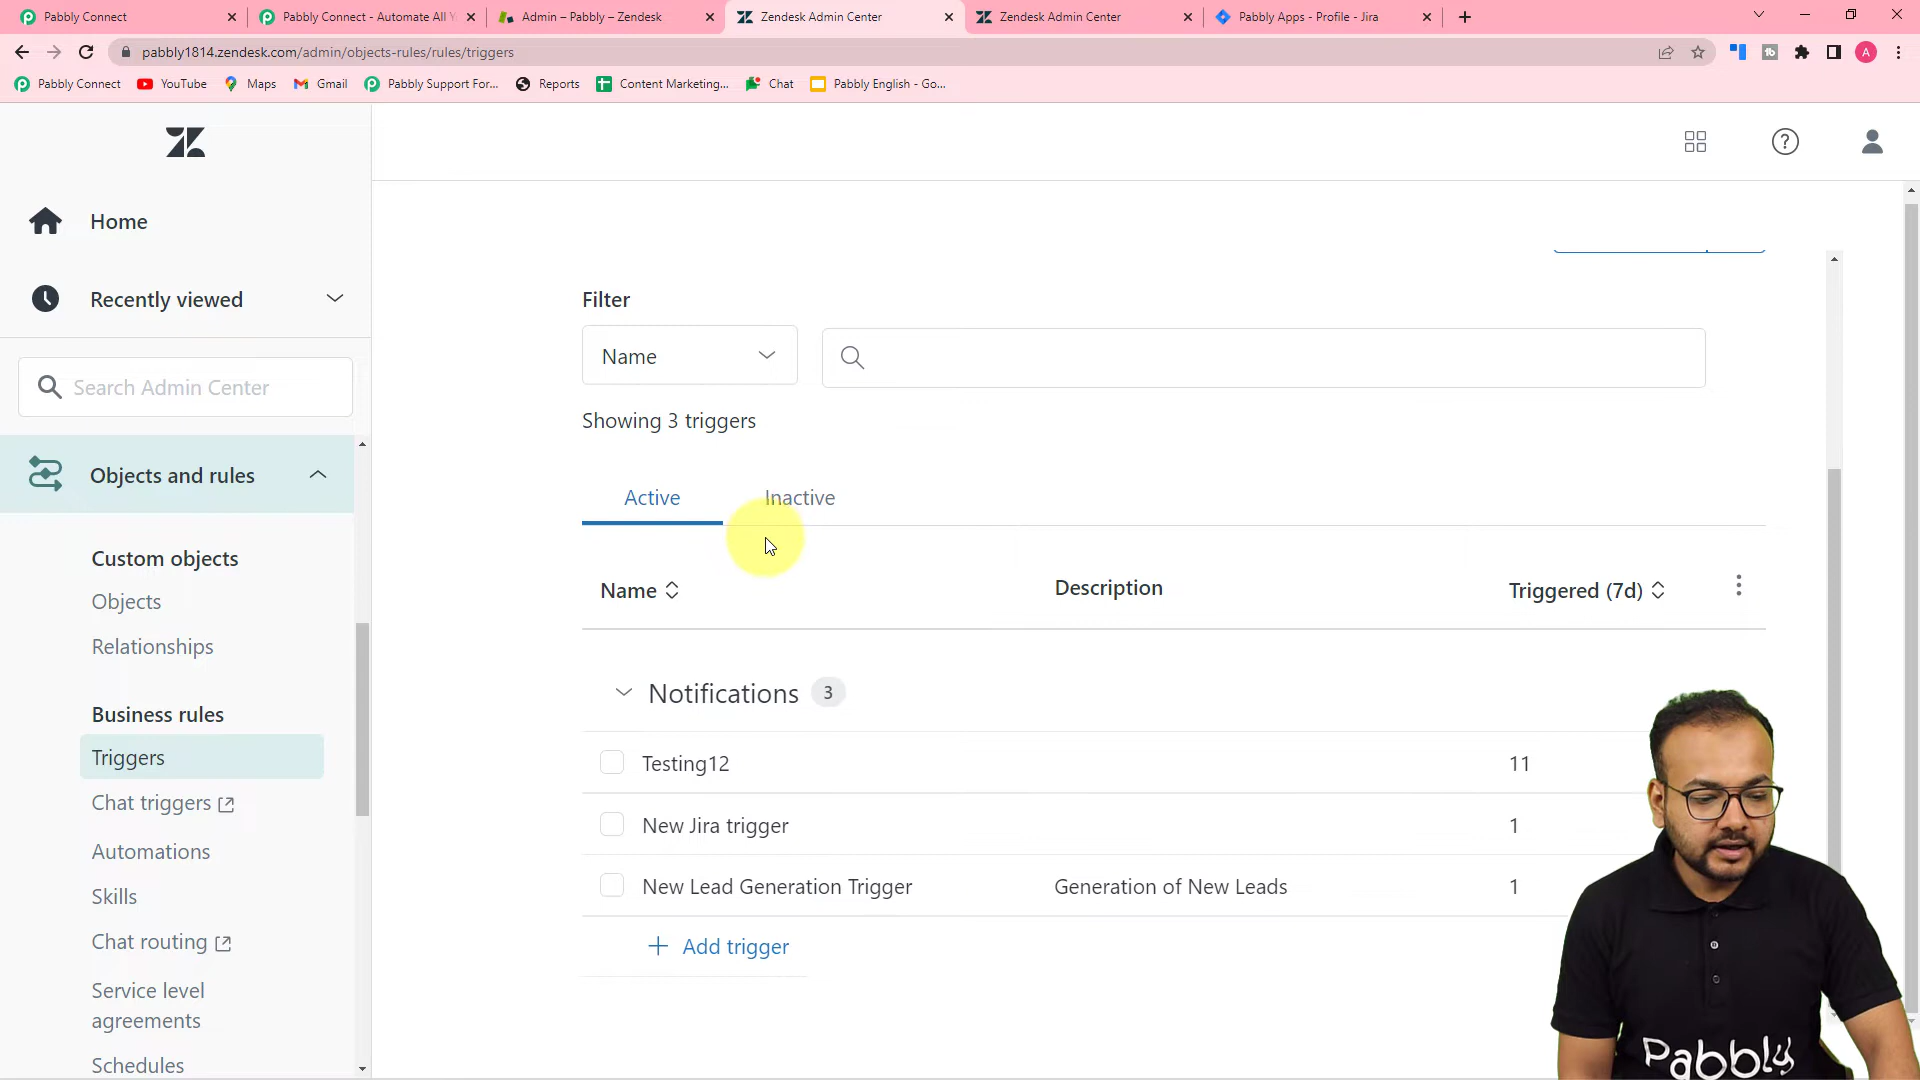 Pabbly Connect
Pabbly Connect - Automate All Y
Admin – Pabbly – Zendesk
Zendesk Admin Center
Zendesk Admin Center
Pabbly Apps - Profile - Jira
pabbly1814.zendesk.com/admin/objects-rules/rules/triggers
A
Pabbly Connect
YouTube
Maps
Gmail
Pabbly Support For...
Reports
Content Marketing...
Chat
Pabbly English - Go...
Home
Recently viewed
Search Admin Center
Objects and rules
Custom objects
Objects
Relationships
Business rules
Triggers
Chat triggers
Automations
Skills
Chat routing
Service level
agreements
Schedules
Filter
Name
Showing 3 triggers
Active
Inactive
Name
Description
Triggered (7d)
Notifications 3
Testing12
11
New Jira trigger
1
New Lead Generation Trigger
Generation of New Leads
1
+ Add trigger
Pabbly